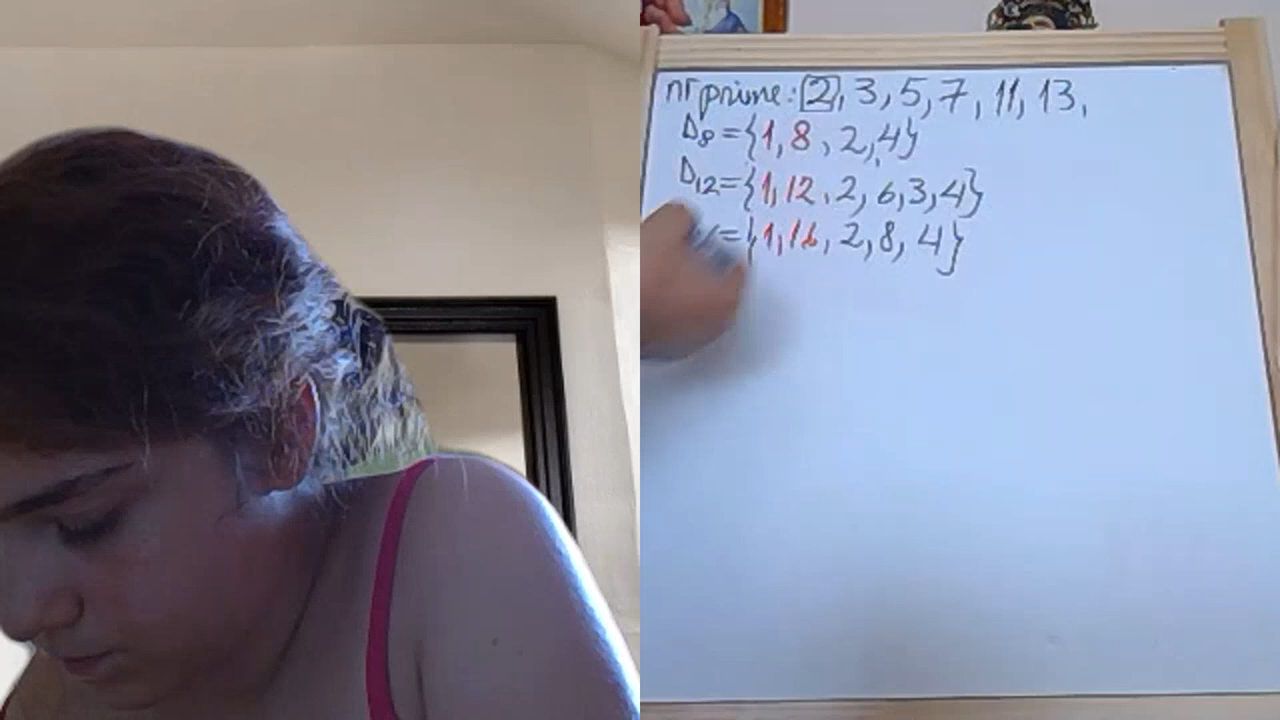 nr prime: 2, 3, 5, 7, 11, 13,
D8={1, 8, 2, 4}
D12={1, 12, 2, 6, 3, 4}
={1, 16, 2, 8, 4}